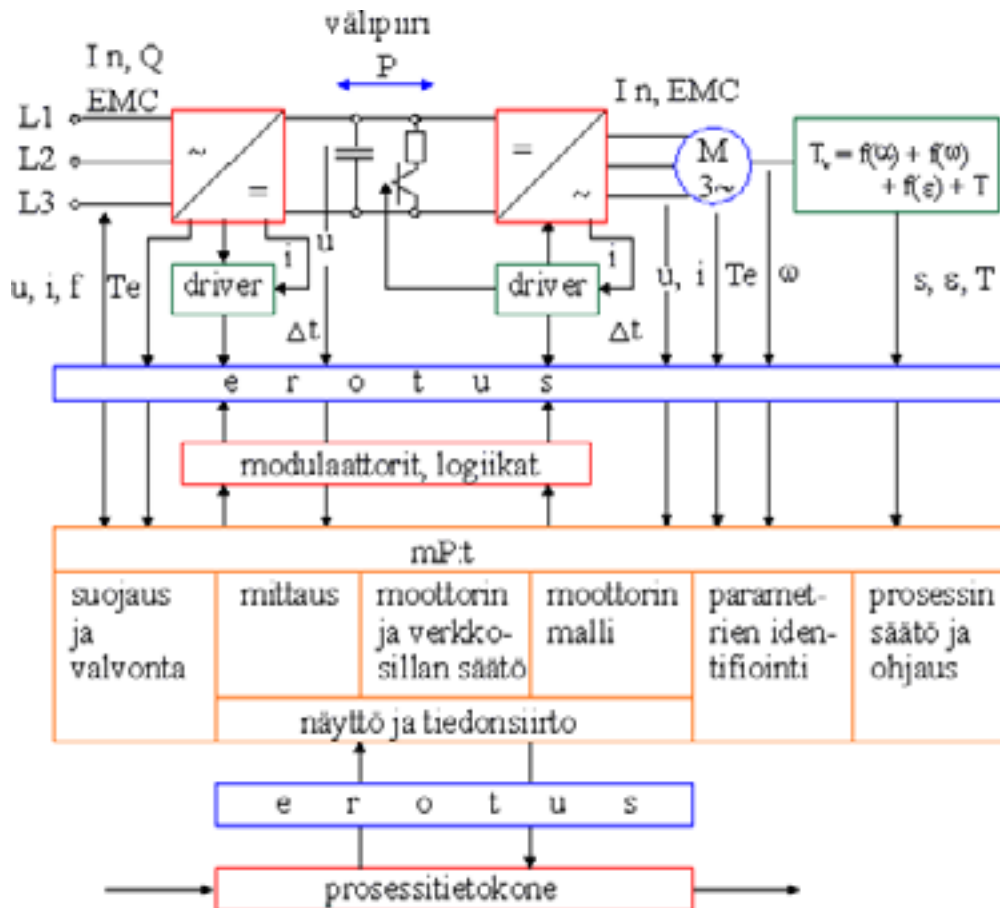 välipiiri
P
I n, Q
EMC
I n, EMC
L1
L2
L3
~
=
=
~
M
3~
+ f(ε) + T
u
i
i
driver
driver
u, i, f
Te
Δt
Δt
u, i
Te
ω
s, ε, T
e r o t u s
modulaattorit, logiikat
mP:t
suojaus
ja
valvonta
mittaus
moottorin
ja verkko-
sillan säätö
moottorin
malli
paramet-
rien iden-
tifiointi
prosessin
säätö ja
ohjaus
näyttö ja tiedonsiirto
e r o t u s
prosessitietokone